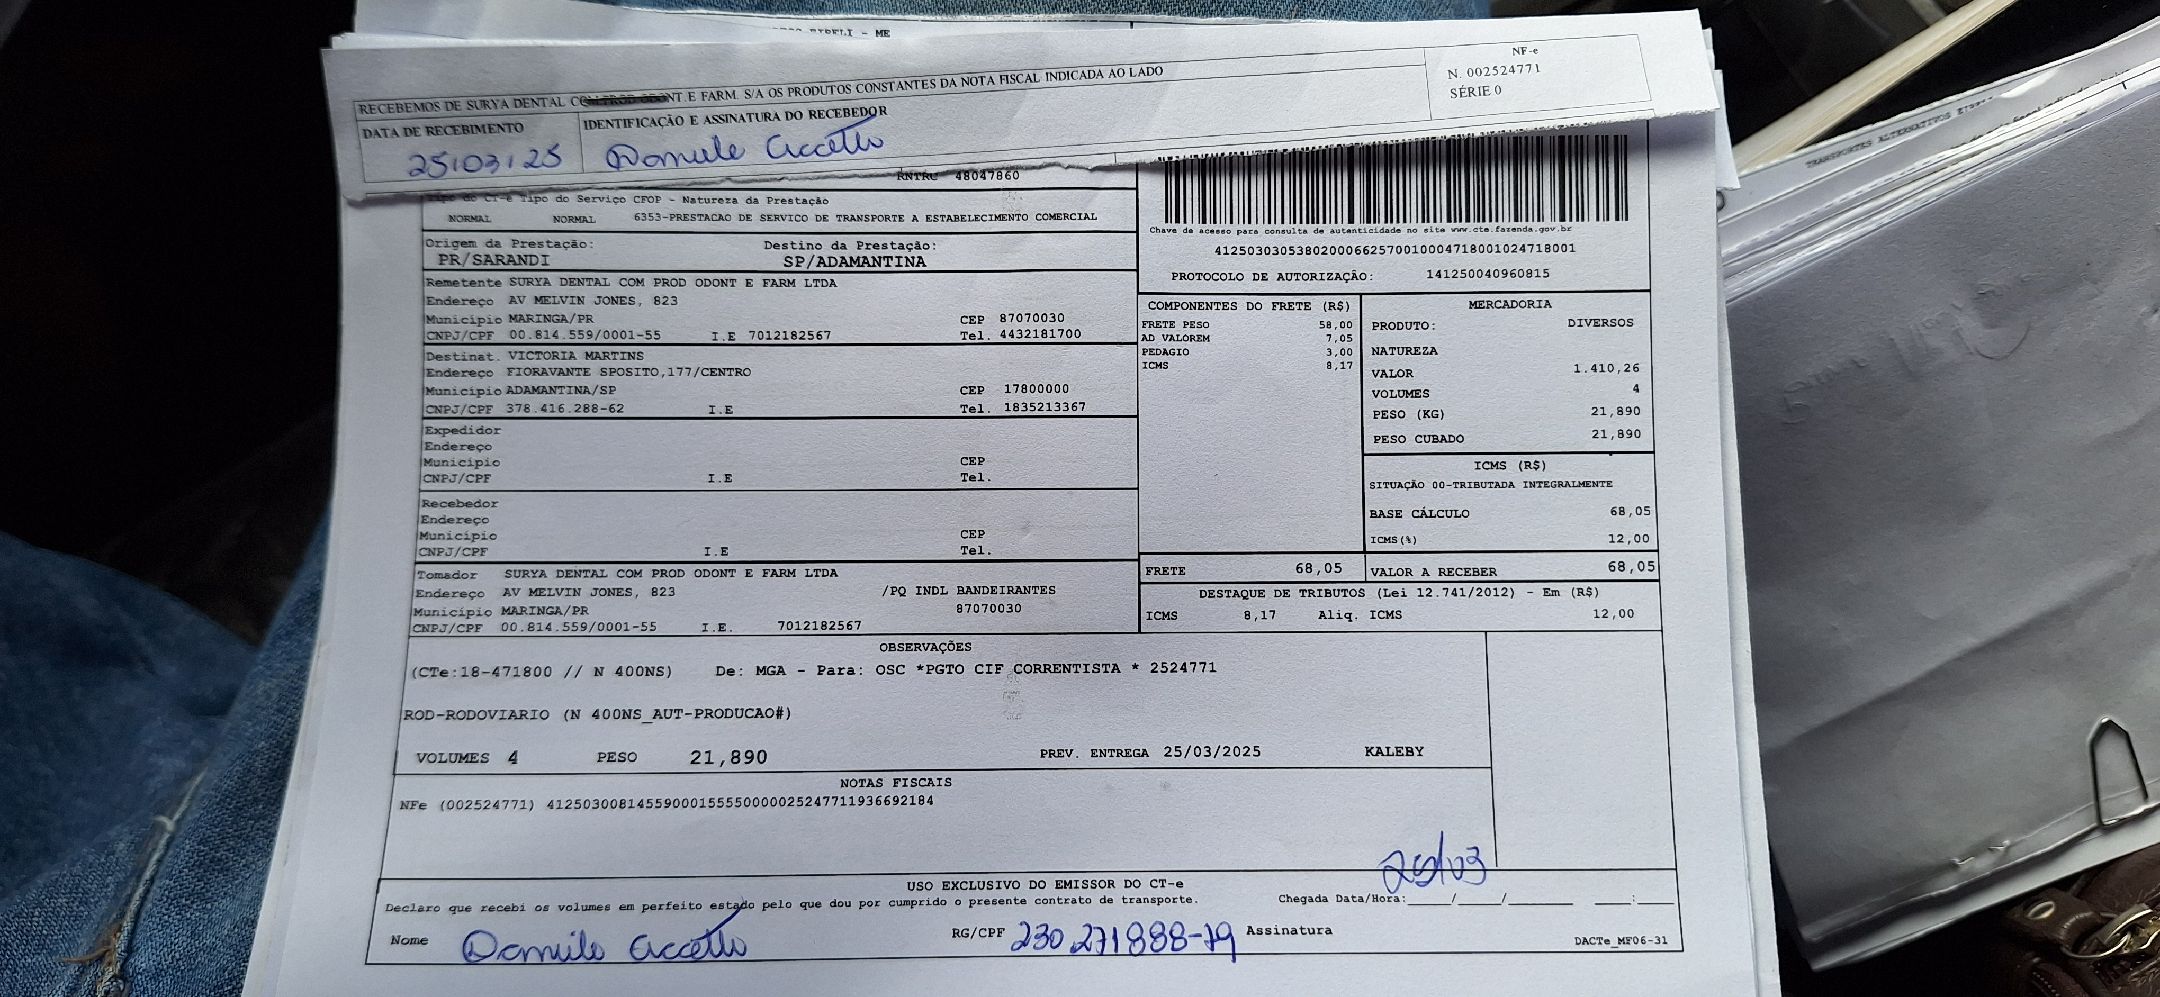 EIRELI - ME
RECEBEMOS DE SURYA DENTAL COM PROD ODONT.E FARM. S/A OS PRODUTOS CONSTANTES DA NOTA FISCAL INDICADA AO LADO
NF-e
N. 002524771
SÉRIE 0
DATA DE RECEBIMENTO
IDENTIFICAÇÃO E ASSINATURA DO RECEBEDOR
25/03/25
RNTRC 48047860
Tipo do CT-e Tipo do Serviço CFOP - Natureza da Prestação
NORMAL NORMAL 6353-PRESTACAO DE SERVICO DE TRANSPORTE A ESTABELECIMENTO COMERCIAL
Chave de acesso para consulta de autenticidade no site www.cte.fazenda.gov.br
41250303053802000662570010004718001024718001
PROTOCOLO DE AUTORIZAÇÃO: 141250040960815
Origem da Prestação: Destino da Prestação:
PR/SARANDI SP/ADAMANTINA
Remetente SURYA DENTAL COM PROD ODONT E FARM LTDA
Endereço AV MELVIN JONES, 823
Município MARINGA/PR CEP 87070030
CNPJ/CPF 00.814.559/0001-55 I.E 7012182567 Tel. 4432181700
Destinat. VICTORIA MARTINS
Endereço FIORAVANTE SPOSITO,177/CENTRO
Município ADAMANTINA/SP CEP 17800000
CNPJ/CPF 378.416.288-62 I.E Tel. 1835213367
Expedidor
Endereço
Município CEP
CNPJ/CPF I.E Tel.
Recebedor
Endereço
Município CEP
CNPJ/CPF I.E Tel.
Tomador SURYA DENTAL COM PROD ODONT E FARM LTDA
Endereço AV MELVIN JONES, 823 /PQ INDL BANDEIRANTES
Município MARINGA/PR 87070030
CNPJ/CPF 00.814.559/0001-55 I.E. 7012182567
COMPONENTES DO FRETE (R$)
FRETE PESO 58,00
AD VALOREM 7,05
PEDAGIO 3,00
ICMS 8,17
MERCADORIA
PRODUTO: DIVERSOS
NATUREZA
VALOR 1.410,26
VOLUMES 4
PESO (KG) 21,890
PESO CUBADO 21,890
ICMS (R$)
SITUAÇÃO 00-TRIBUTADA INTEGRALMENTE
BASE CÁLCULO 68,05
ICMS(%) 12,00
FRETE 68,05 VALOR A RECEBER 68,05
DESTAQUE DE TRIBUTOS (Lei 12.741/2012) - Em (R$)
ICMS 8,17 Aliq. ICMS 12,00
OBSERVAÇÕES
(CTe:18-471800 // N 400NS) De: MGA - Para: OSC *PGTO CIF CORRENTISTA * 2524771
ROD-RODOVIARIO (N 400NS_AUT-PRODUCAO#)
VOLUMES 4 PESO 21,890 PREV. ENTREGA 25/03/2025 KALEBY
NOTAS FISCAIS
NFe (002524771) 41250300814559000155550000025247711936692184
25/03
USO EXCLUSIVO DO EMISSOR DO CT-e
Declaro que recebi os volumes em perfeito estado pelo que dou por cumprido o presente contrato de transporte. Chegada Data/Hora:____/____/_______ ____:____
Nome RG/CPF 230.271888-79 Assinatura
DACTe_MF06-31
TRANSPORTES ALTERNATIVOS